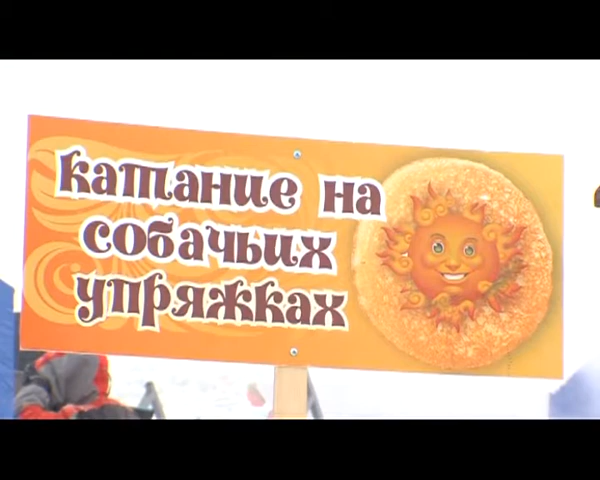 катание на
собачьих
упряжках